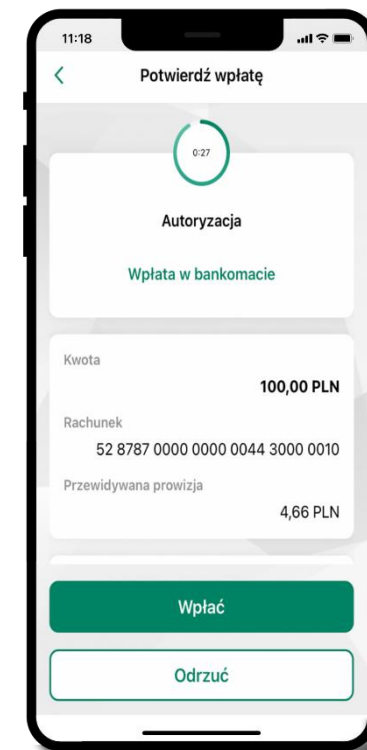 11:18
Potwierdź wpłatę
0:27
Autoryzacja
Wpłata w bankomacie
Kwota
100,00 PLN
Rachunek
52 8787 0000 0000 0044 3000 0010
Przewidywana prowizja
4,66 PLN
Wpłać
Odrzuć